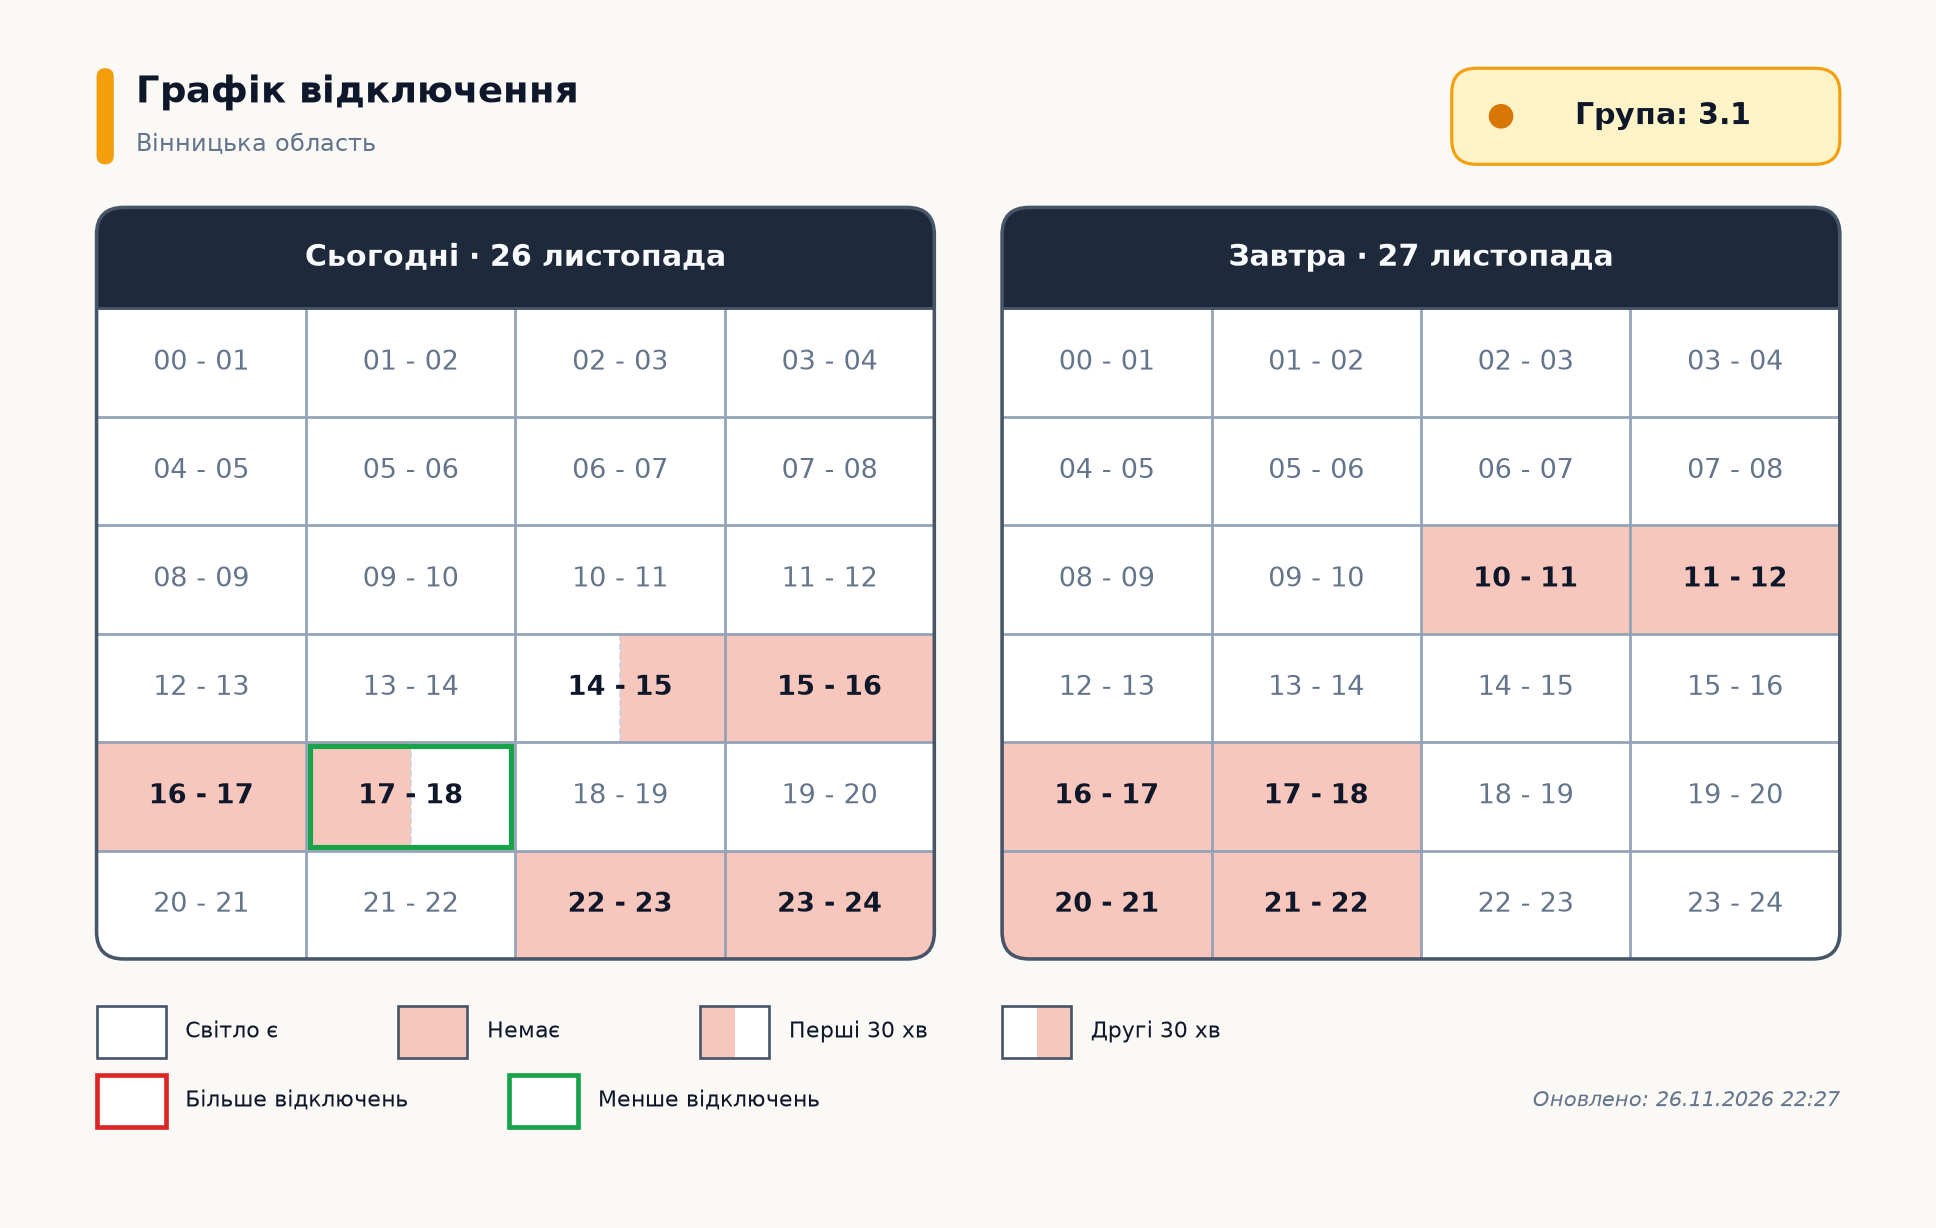 Графік відключення
Вінницька область
Група: 3.1
Сьогодні · 26 листопада
00 - 01 01 - 02 02 - 03 03 - 04
04 - 05 05 - 06 06 - 07 07 - 08
08 - 09 09 - 10 10 - 11 11 - 12
12 - 13 13 - 14 14 - 15 15 - 16
16 - 17 17 - 18 18 - 19 19 - 20
20 - 21 21 - 22 22 - 23 23 - 24
Завтра · 27 листопада
00 - 01 01 - 02 02 - 03 03 - 04
04 - 05 05 - 06 06 - 07 07 - 08
08 - 09 09 - 10 10 - 11 11 - 12
12 - 13 13 - 14 14 - 15 15 - 16
16 - 17 17 - 18 18 - 19 19 - 20
20 - 21 21 - 22 22 - 23 23 - 24
Світло є Немає Перші 30 хв Другі 30 хв
Більше відключень Менше відключень
Оновлено: 26.11.2026 22:27